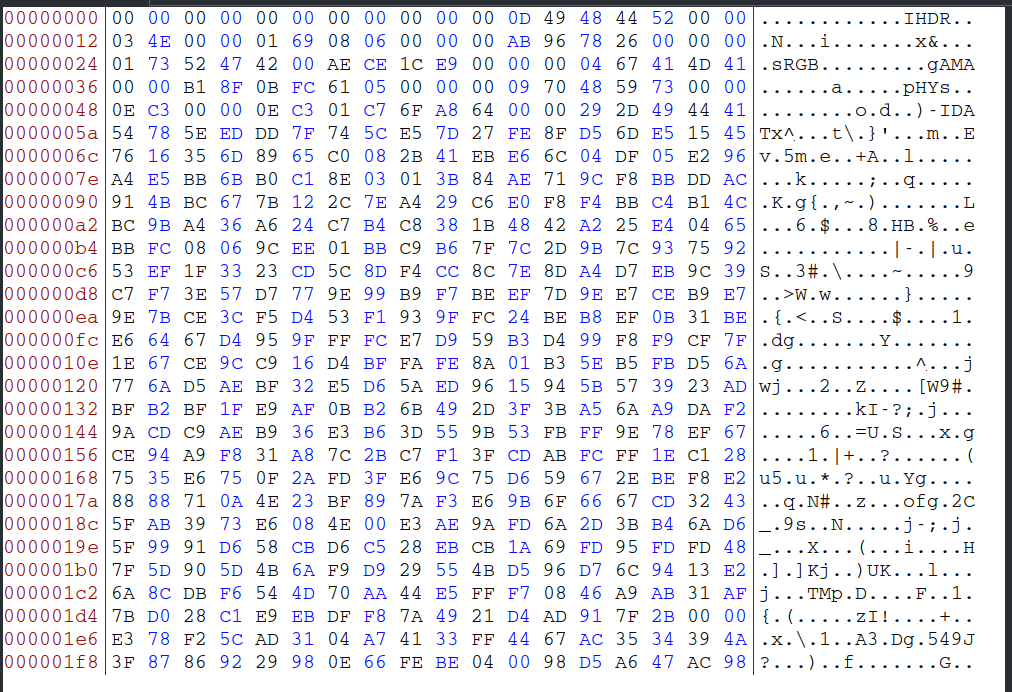 00000000 00 00 00 00 00 00 00 00 00 00 00 0D 49 48 44 52 00 00 ............IHDR..
00000012 03 4E 00 00 01 69 08 06 00 00 00 AB 96 78 26 00 00 00 .N...i.......x&...
00000024 01 73 52 47 42 00 AE CE 1C E9 00 00 00 04 67 41 4D 41 .sRGB.........gAMA
00000036 00 00 B1 8F 0B FC 61 05 00 00 00 09 70 48 59 73 00 00 ......a.....pHYs..
00000048 0E C3 00 00 0E C3 01 C7 6F A8 64 00 00 29 2D 49 44 41 ........o.d..)-IDA
0000005a 54 78 5E ED DD 7F 74 5C E5 7D 27 FE 8F D5 6D E5 15 45 Tx^...t\.}'...m..E
0000006c 76 16 35 6D 89 65 C0 08 2B 41 EB E6 6C 04 DF 05 E2 96 v.5m.e..+A..l.....
0000007e A4 E5 BB 6B B0 C1 8E 03 01 3B 84 AE 71 9C F8 BB DD AC ...k.....;..q.....
00000090 91 4B BC 67 7B 12 2C 7E A4 29 C6 E0 F8 F4 BB C4 B1 4C .K.g{.,~.).......L
000000a2 BC 9B A4 36 A6 24 C7 B4 C8 38 1B 48 42 A2 25 E4 04 65 ...6.$...8.HB.%..e
000000b4 BB FC 08 06 9C EE 01 BB C9 B6 7F 7C 2D 9B 7C 93 75 92 ...........|-.|.u.
000000c6 53 EF 1F 33 23 CD 5C 8D F4 CC 8C 7E 8D A4 D7 EB 9C 39 S..3#.\....~.....9
000000d8 C7 F7 3E 57 D7 77 9E 99 B9 F7 BE EF 7D 9E E7 CE B9 E7 ..>W.w......}.....
000000ea 9E 7B CE 3C F5 D4 53 F1 93 9F FC 24 BE B8 EF 0B 31 BE .{.<..S....$....1.
000000fc E6 64 67 D4 95 9F FF FC E7 D9 59 B3 D4 99 F8 F9 CF 7F .dg.......Y.......
0000010e 1E 67 CE 9C C9 16 D4 BF FA FE 8A 01 B3 5E B5 FB D5 6A .g...........^...j
00000120 77 6A D5 AE BF 32 E5 D6 5A ED 96 15 94 5B 57 39 23 AD wj...2..Z....[W9#.
00000132 BF B2 BF 1F E9 AF 0B B2 6B 49 2D 3F 3B A5 6A A9 DA F2 ........kI-?;.j...
00000144 9A CD C9 AE B9 36 E3 B6 3D 55 9B 53 FB FF 9E 78 EF 67 .....6..=U.S...x.g
00000156 CE 94 A9 F8 31 A8 7C 2B C7 F1 3F CD AB FC FF 1E C1 28 ....1.|+..?......(
00000168 75 35 E6 75 0F 2A FD 3F E6 9C 75 D6 59 67 2E BE F8 E2 u5.u.*.?..u.Yg....
0000017a 88 88 71 0A 4E 23 BF 89 7A F3 E6 9B 6F 66 67 CD 32 43 ..q.N#..z...ofg.2C
0000018c 5F AB 39 73 E6 08 4E 00 E3 AE 9A FD 6A 2D 3B B4 6A D6 _.9s..N.....j-;.j.
0000019e 5F 99 91 D6 58 CB D6 C5 28 EB CB 1A 69 FD 95 FD FD 48 _...X...(...i....H
000001b0 7F 5D 90 5D 4B 6A F9 D9 29 55 4B D5 96 D7 6C 94 13 E2 .].]Kj..)UK...l...
000001c2 6A 8C DB F6 54 4D 70 AA 44 E5 FF F7 08 46 A9 AB 31 AF j...TMp.D....F..1.
000001d4 7B D0 28 C1 E9 EB DF F8 7A 49 21 D4 AD 91 7F 2B 00 00 {.(.....zI!....+..
000001e6 E3 78 F2 5C AD 31 04 A7 41 33 FF 44 67 AC 35 34 39 4A .x.\.1..A3.Dg.549J
000001f8 3F 87 86 92 29 98 0E 66 FE BE 04 00 98 D5 A6 47 AC 98 ?...)..f.......G..